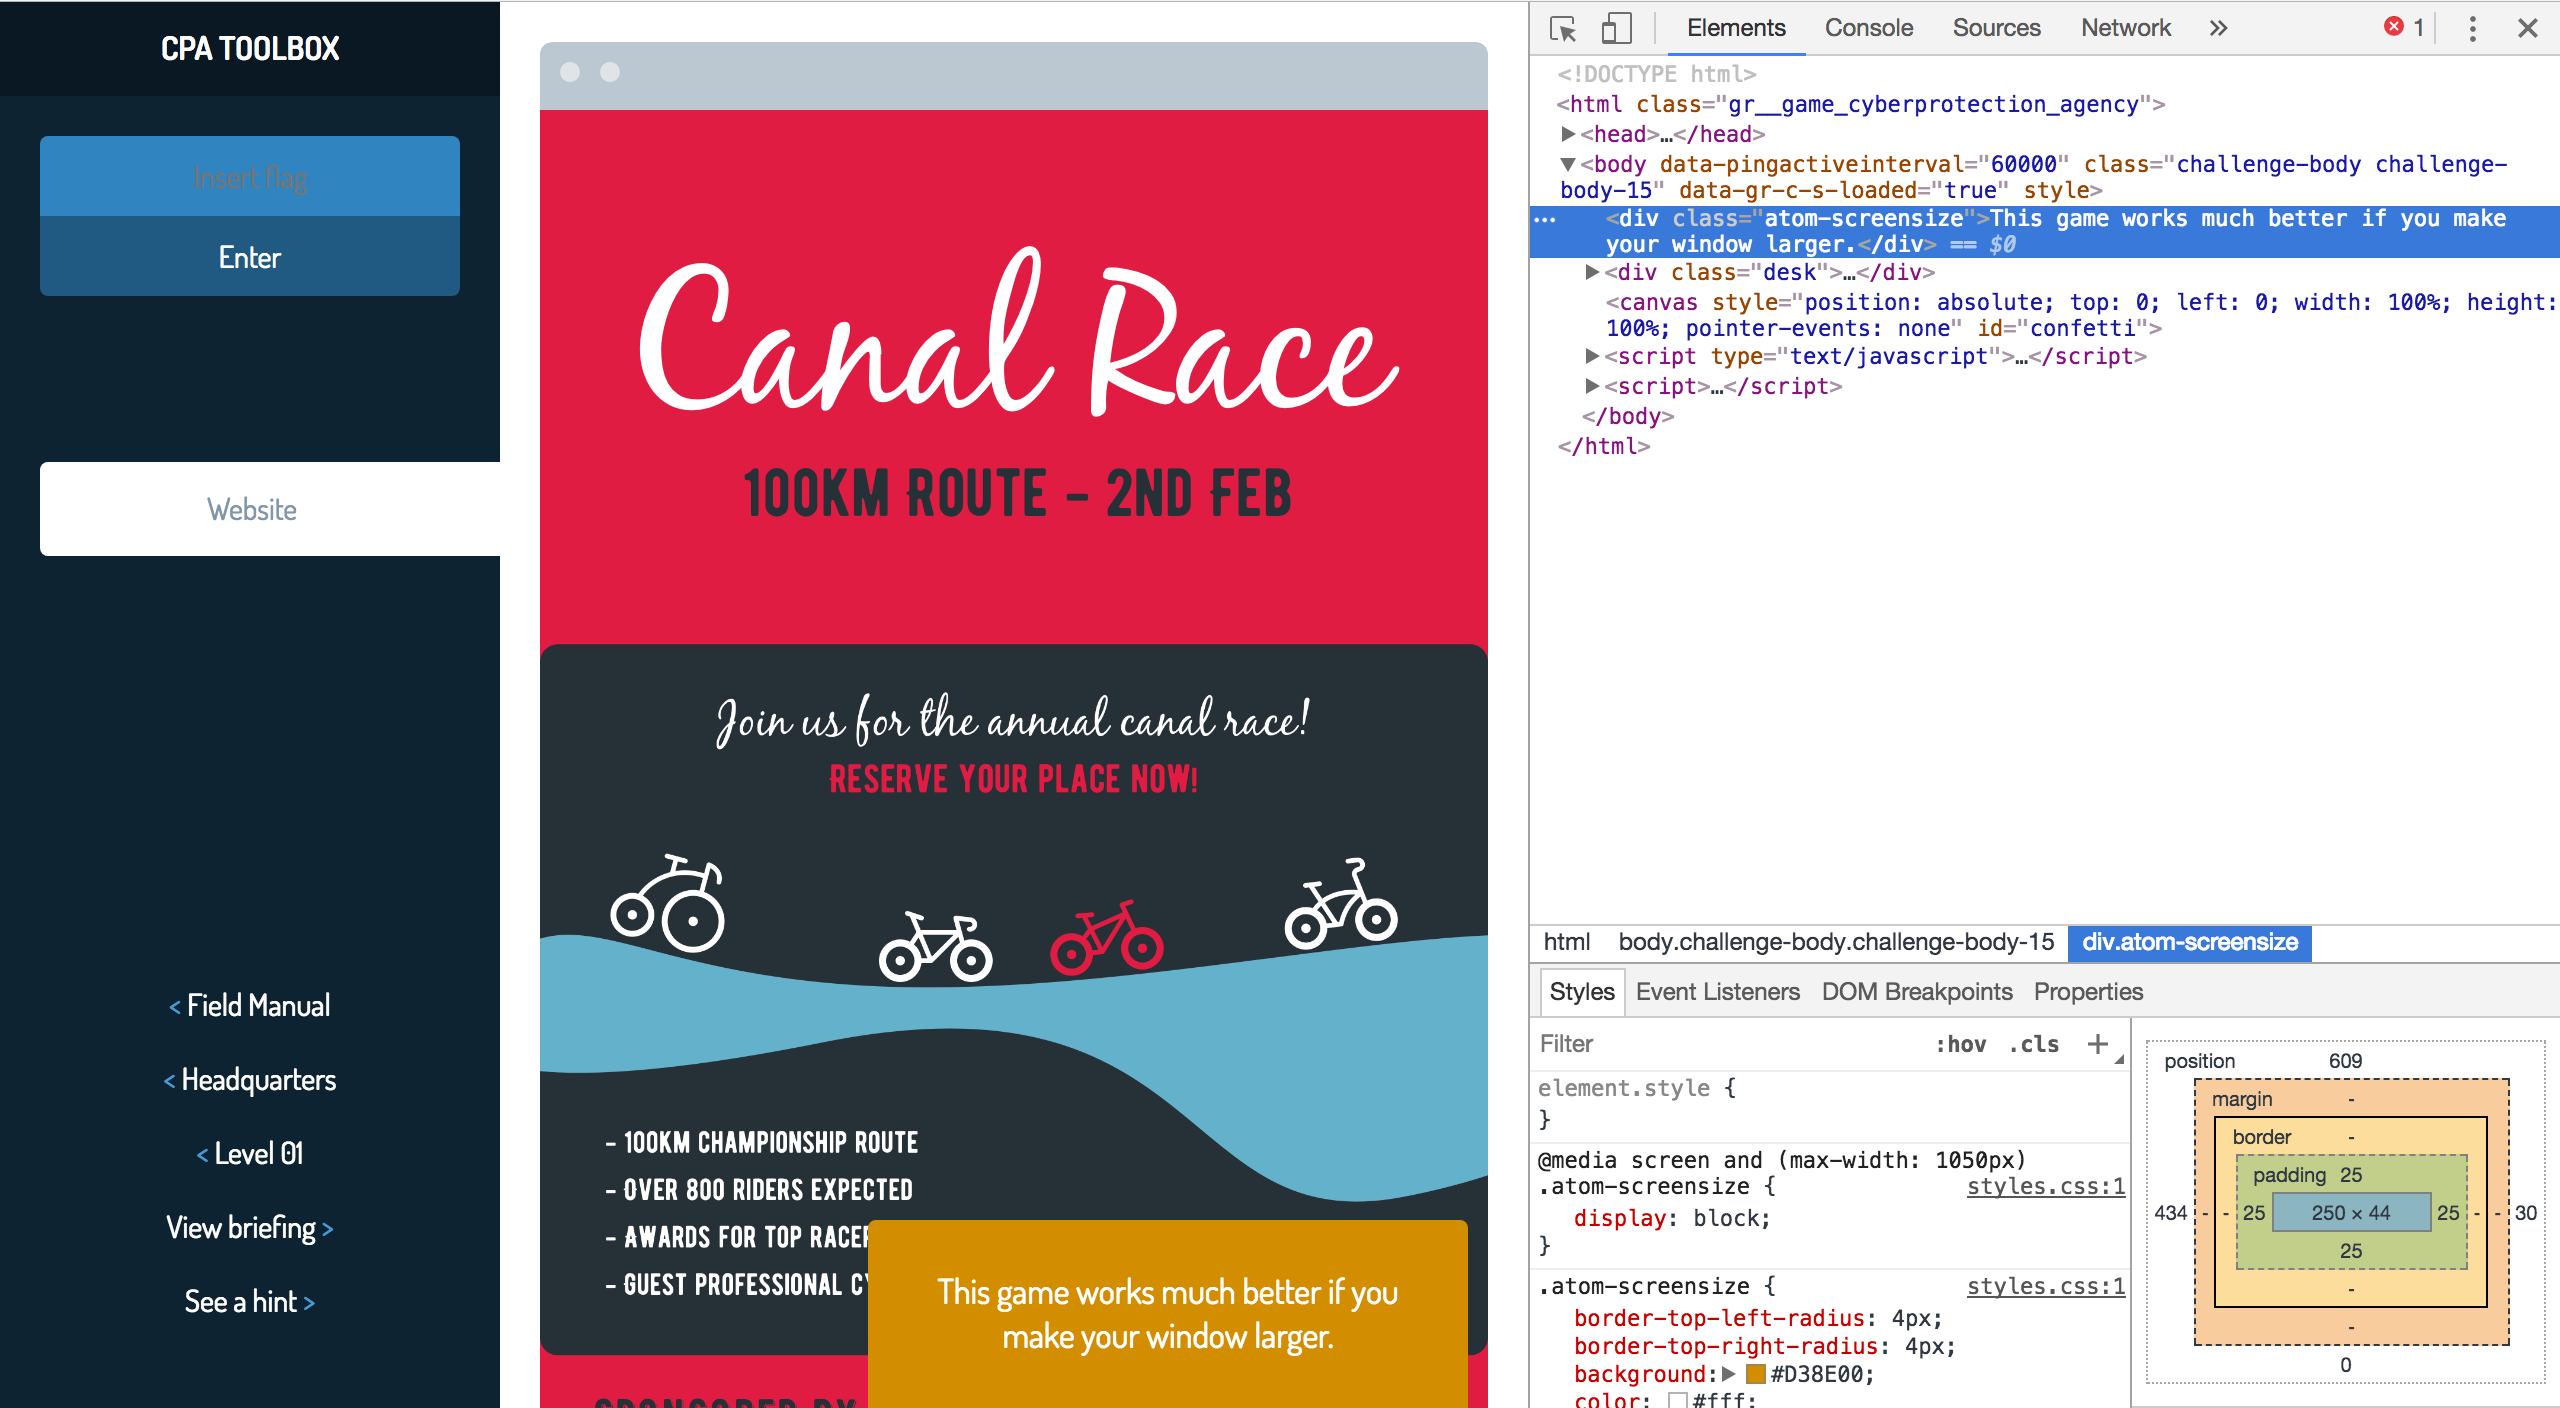 CPA TOOLBOX
Insert flag
Enter
Website
< Field Manual
< Headquarters
< Level 01
View briefing >
See a hint >
Canal Race
100KM ROUTE - 2ND FEB
Join us for the annual canal race!
RESERVE YOUR PLACE NOW!
- 100KM CHAMPIONSHIP ROUTE
- OVER 800 RIDERS EXPECTED
- AWARDS FOR TOP RACER
- GUEST PROFESSIONAL CY
This game works much better if you
make your window larger.
SPONSORED BY
Elements Console Sources Network » 1
<!DOCTYPE html>
<html class="gr__game_cyberprotection_agency">
▶<head>…</head>
▼<body data-pingactiveinterval="60000" class="challenge-body challenge-
body-15" data-gr-c-s-loaded="true" style>
… <div class="atom-screensize">This game works much better if you make
your window larger.</div> == $0
▶<div class="desk">…</div>
<canvas style="position: absolute; top: 0; left: 0; width: 100%; height:
100%; pointer-events: none" id="confetti">
▶<script type="text/javascript">…</script>
▶<script>…</script>
</body>
</html>
html body.challenge-body.challenge-body-15 div.atom-screensize
Styles Event Listeners DOM Breakpoints Properties
Filter :hov .cls +
element.style {
}
@media screen and (max-width: 1050px)
.atom-screensize { styles.css:1
display: block;
}
.atom-screensize { styles.css:1
border-top-left-radius: 4px;
border-top-right-radius: 4px;
background:▶ #D38E00;
color: #fff;
position 609
margin -
border -
padding 25
434 - - 25 250 × 44 25 - - 30
25
-
-
0